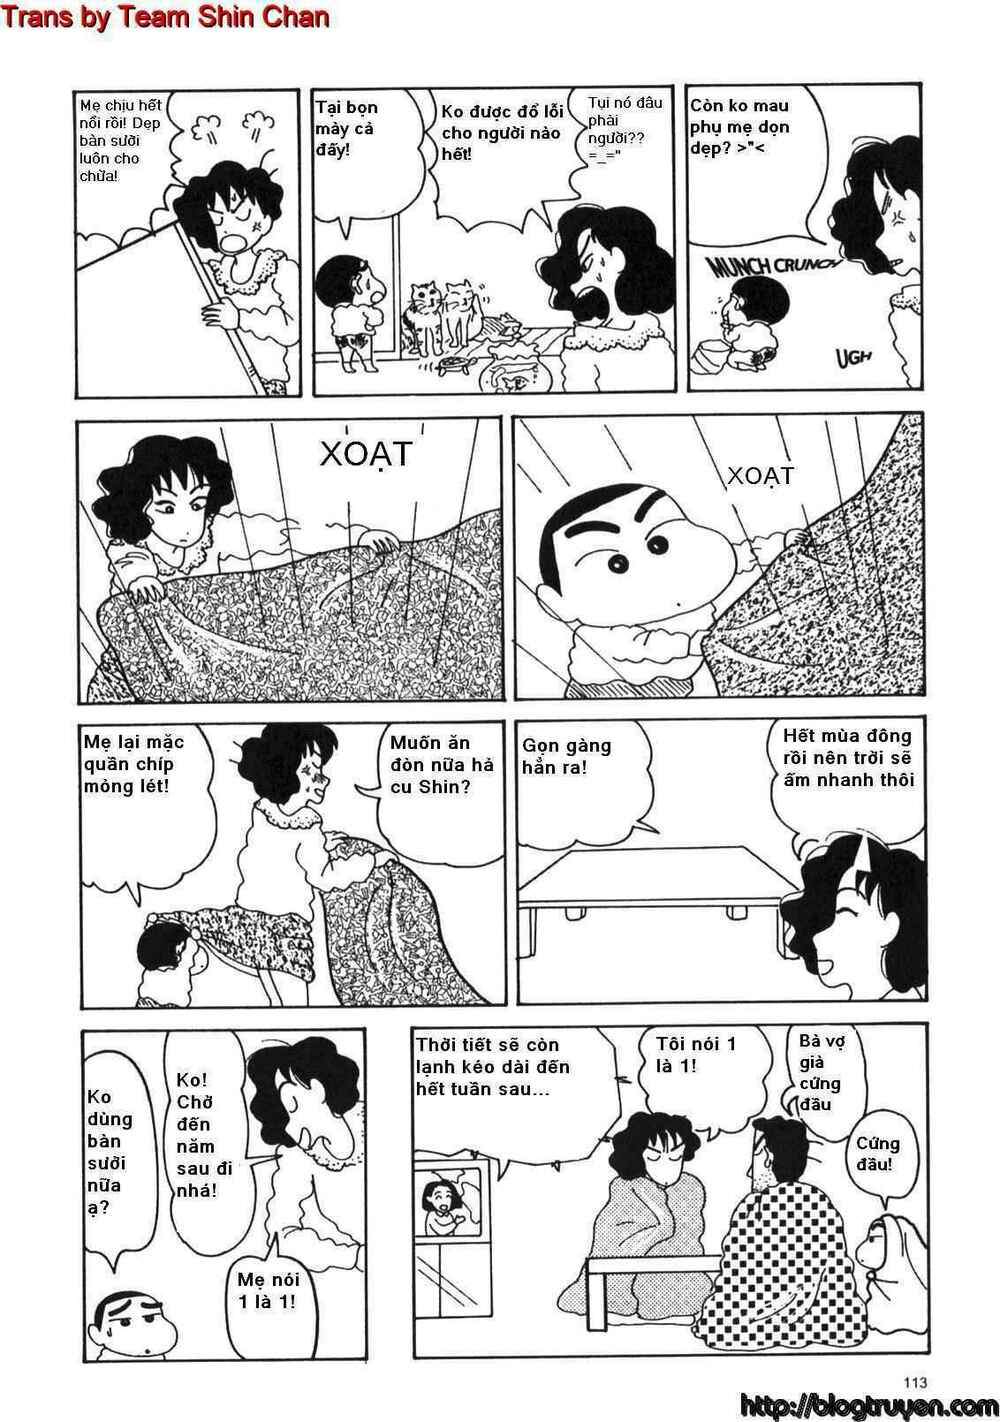 Trans by Team Shin Chan
Mẹ chịu hết
nổi rồi! Dẹp
bàn sười
luôn cho
chừa!
Tại bọn
mày cả
đấy!
Ko được đổ lỗi
cho người nào
hết!
Tụi nó đâu
phài
người??
=_="
Còn ko mau
phụ mẹ dọn
dẹp? >"<
MUNCH CRUNCH
UGH
XOẠT
XOẠT
Mẹ lại mặc
quần chíp
mỏng lét!
Muốn ăn
đòn nữa hả
cu Shin?
Gọn gàng
hẳn ra!
Hết mùa đông
rồi nên trời sẽ
ấm nhanh thôi
Ko
dùng
bàn
sười
nữa
ạ?
Ko!
Chờ
đến
năm
sau đi
nhá!
Mẹ nói
1 là 1!
Thời tiết sẽ còn
lạnh kéo dài đến
hết tuần sau...
Tôi nói 1
là 1!
Bà vợ
già
cứng
đầu
Cứng
đầu!
113
http://blogtruyen.com